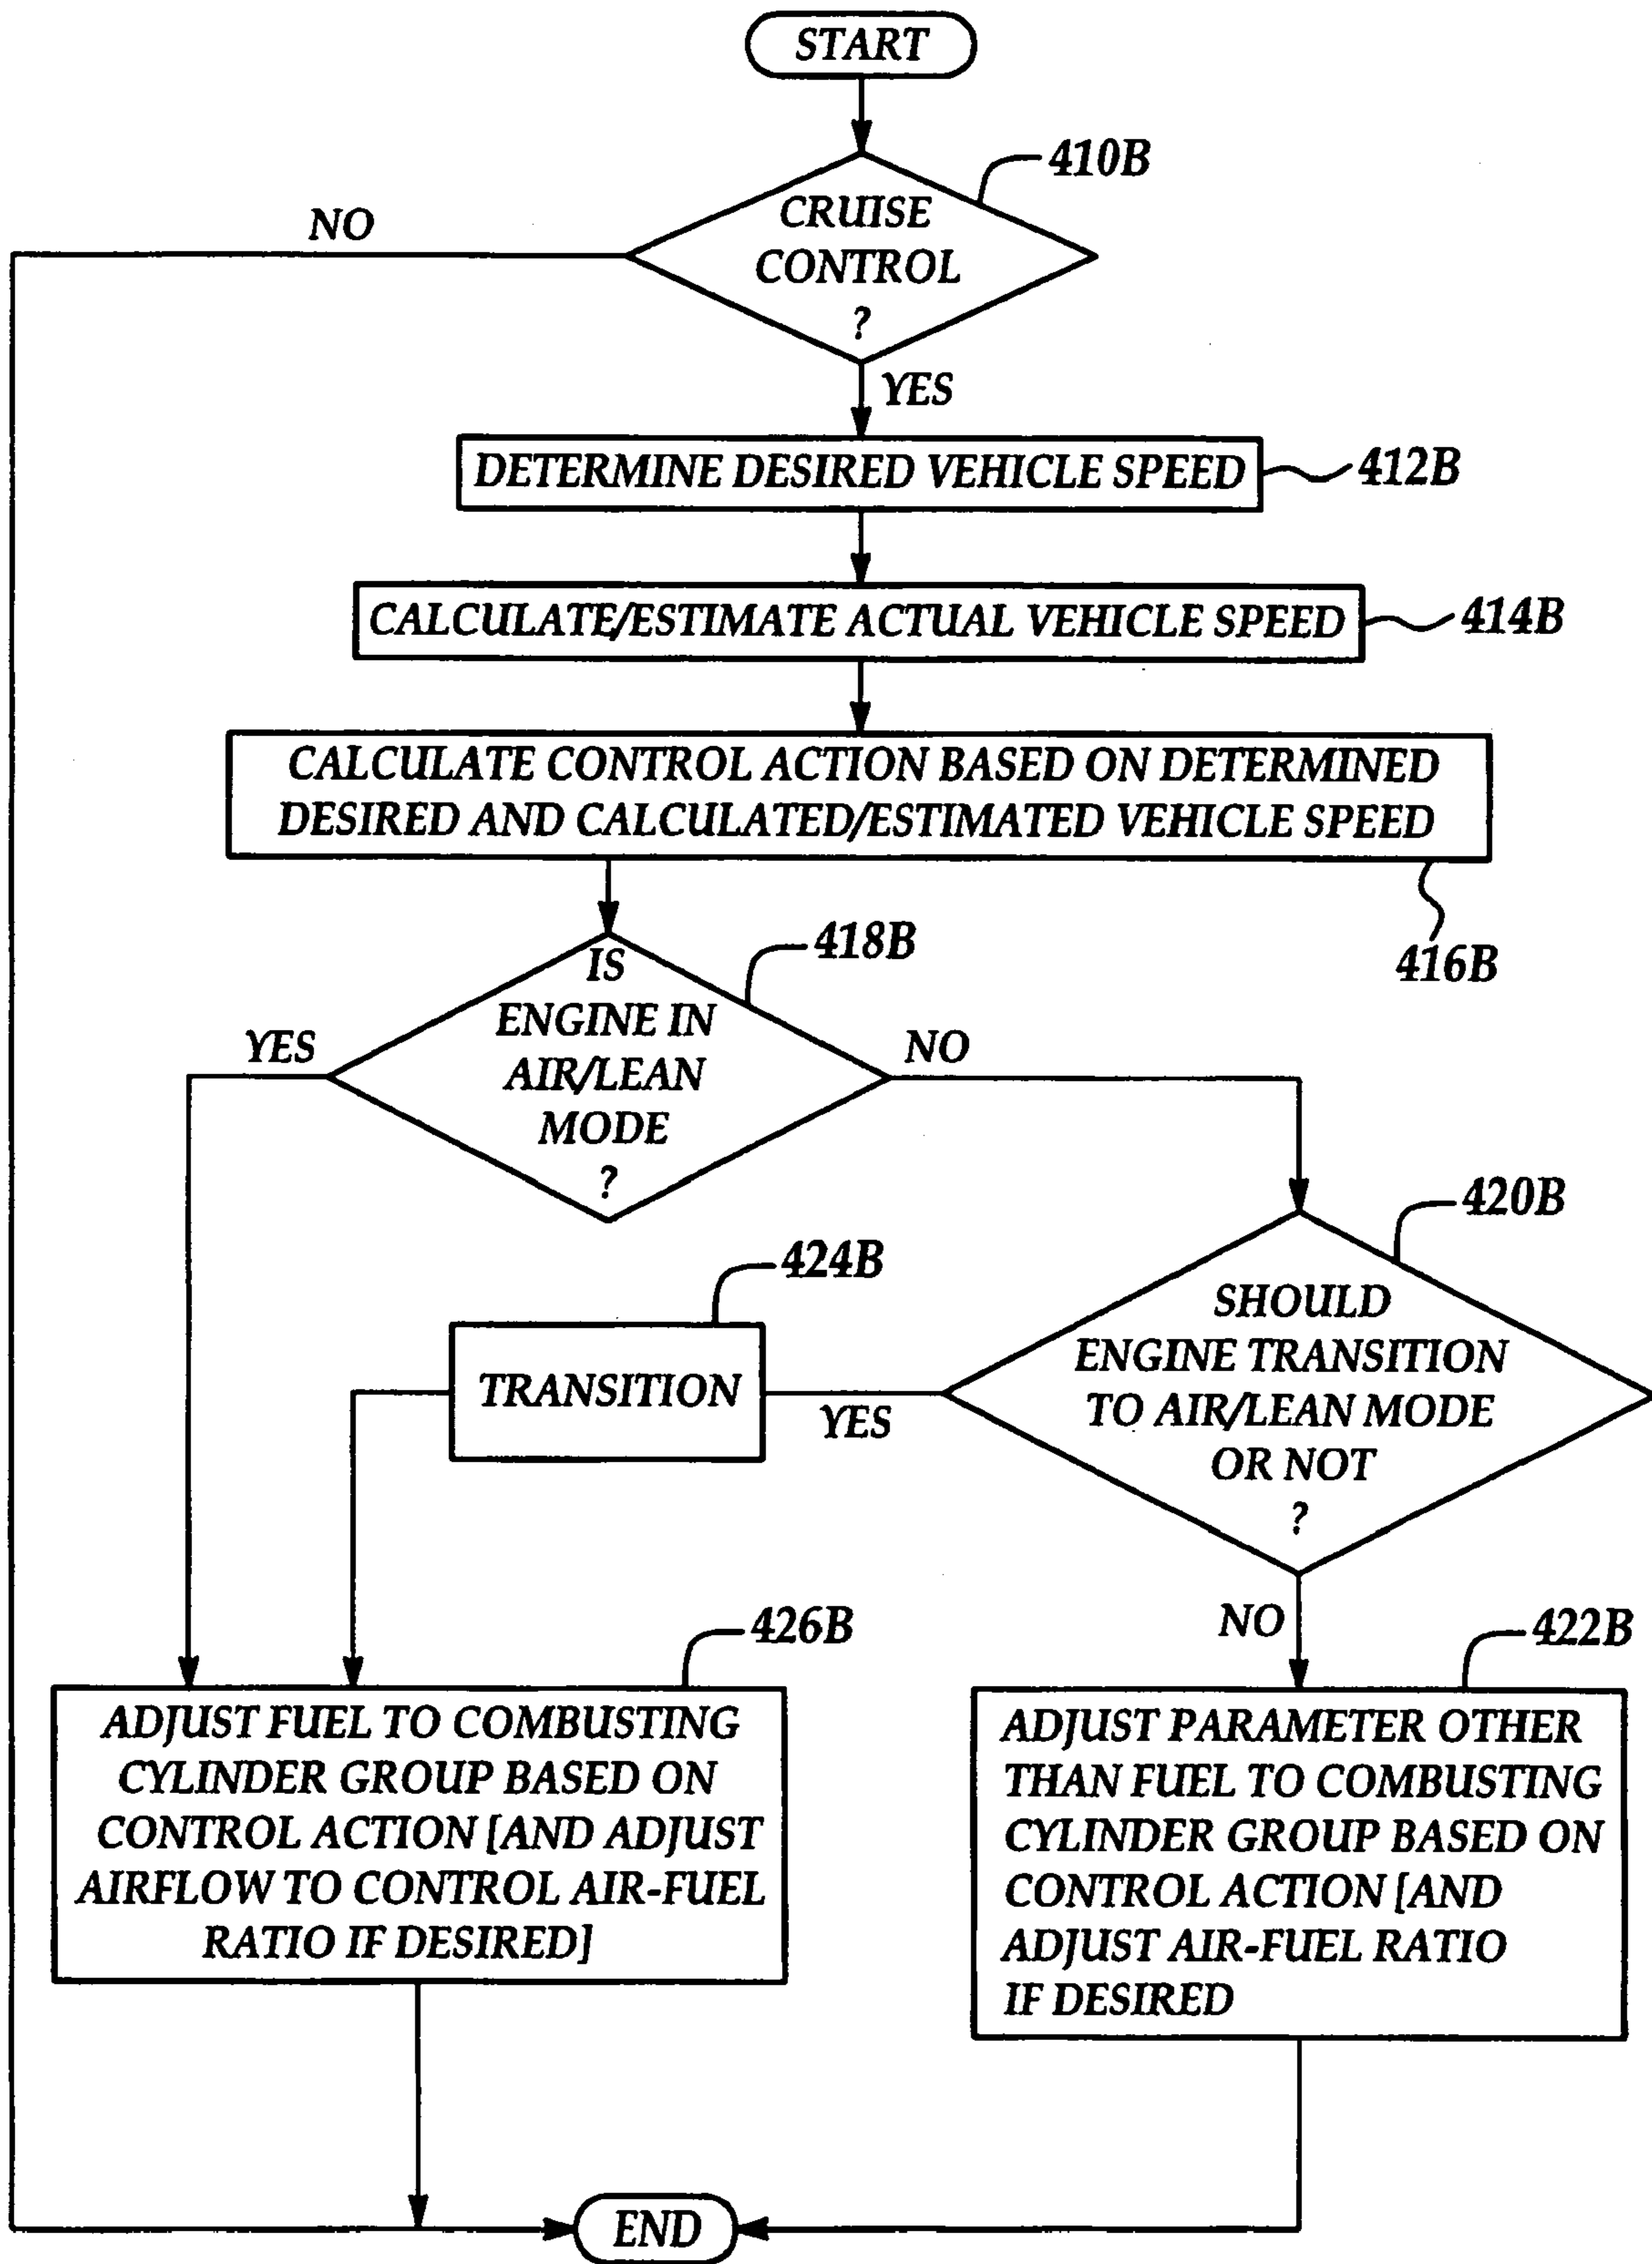 START
410B
CRUISE
CONTROL
?
NO
YES
DETERMINE DESIRED VEHICLE SPEED
412B
CALCULATE/ESTIMATE ACTUAL VEHICLE SPEED
414B
CALCULATE CONTROL ACTION BASED ON DETERMINED
DESIRED AND CALCULATED/ESTIMATED VEHICLE SPEED
416B
418B
IS
ENGINE IN
AIR/LEAN
MODE
?
YES
NO
420B
SHOULD
ENGINE TRANSITION
TO AIR/LEAN MODE
OR NOT
?
424B
TRANSITION
YES
NO
426B
ADJUST FUEL TO COMBUSTING
CYLINDER GROUP BASED ON
CONTROL ACTION [AND ADJUST
AIRFLOW TO CONTROL AIR-FUEL
RATIO IF DESIRED]
422B
ADJUST PARAMETER OTHER
THAN FUEL TO COMBUSTING
CYLINDER GROUP BASED ON
CONTROL ACTION [AND
ADJUST AIR-FUEL RATIO
IF DESIRED
END